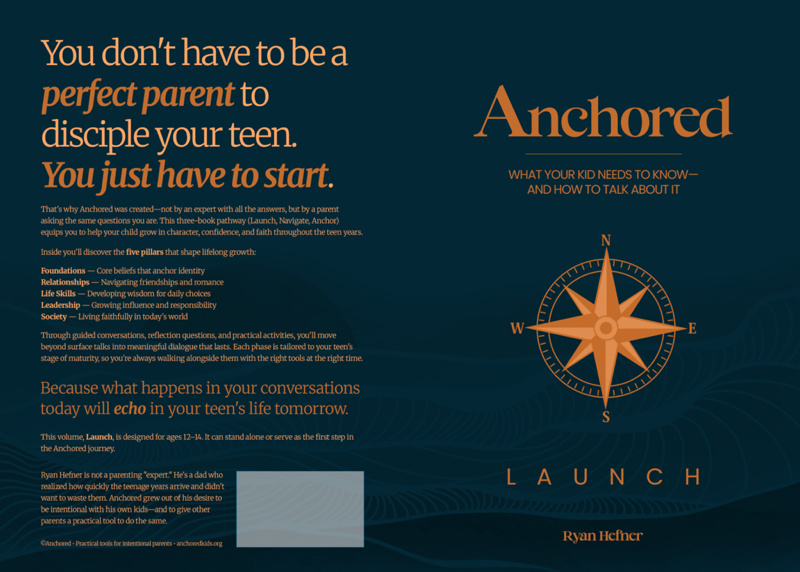 You don't have to be a
perfect parent to
disciple your teen.
You just have to start.
That's why Anchored was created—not by an expert with all the answers, but by a parent
asking the same questions you are. This three-book pathway (Launch, Navigate, Anchor)
equips you to help your child grow in character, confidence, and faith throughout the teen years.
Inside you'll discover the five pillars that shape lifelong growth:
Foundations — Core beliefs that anchor identity
Relationships — Navigating friendships and romance
Life Skills — Developing wisdom for daily choices
Leadership — Growing influence and responsibility
Society — Living faithfully in today's world
Through guided conversations, reflection questions, and practical activities, you'll move
beyond surface talks into meaningful dialogue that lasts. Each phase is tailored to your teen's
stage of maturity, so you're always walking alongside them with the right tools at the right time.
Because what happens in your conversations
today will echo in your teen's life tomorrow.
This volume, Launch, is designed for ages 12–14. It can stand alone or serve as the first step in
the Anchored journey.
Ryan Hefner is not a parenting "expert." He's a dad who
realized how quickly the teenage years arrive and didn't
want to waste them. Anchored grew out of his desire to
be intentional with his own kids—and to give other
parents a practical tool to do the same.
©Anchored - Practical tools for intentional parents - anchoredkids.org
Anchored
WHAT YOUR KID NEEDS TO KNOW—
AND HOW TO TALK ABOUT IT
N
W E
S
LAUNCH
Ryan Hefner